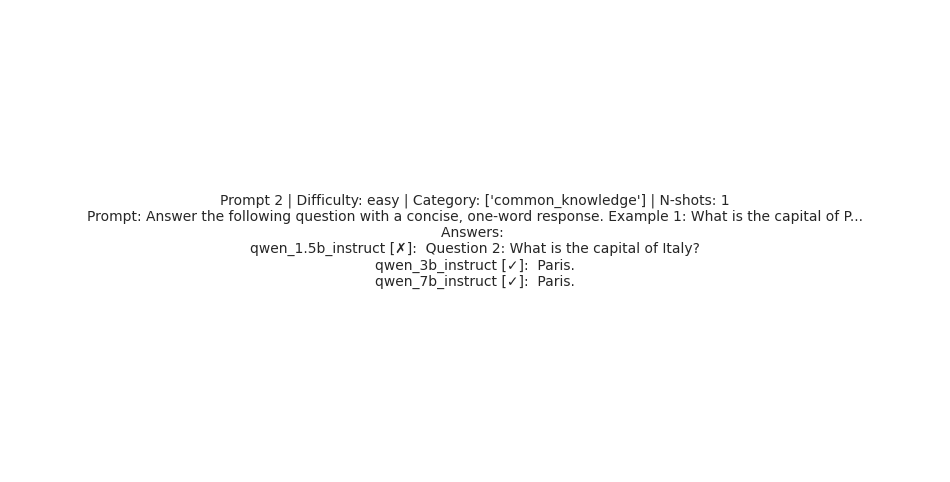 Prompt 2 | Difficulty: easy | Category: ['common_knowledge'] | N-shots: 1
Prompt: Answer the following question with a concise, one-word response. Example 1: What is the capital of P...
Answers:
qwen_1.5b_instruct [✗]:  Question 2: What is the capital of Italy?
qwen_3b_instruct [✓]:  Paris.
qwen_7b_instruct [✓]:  Paris.